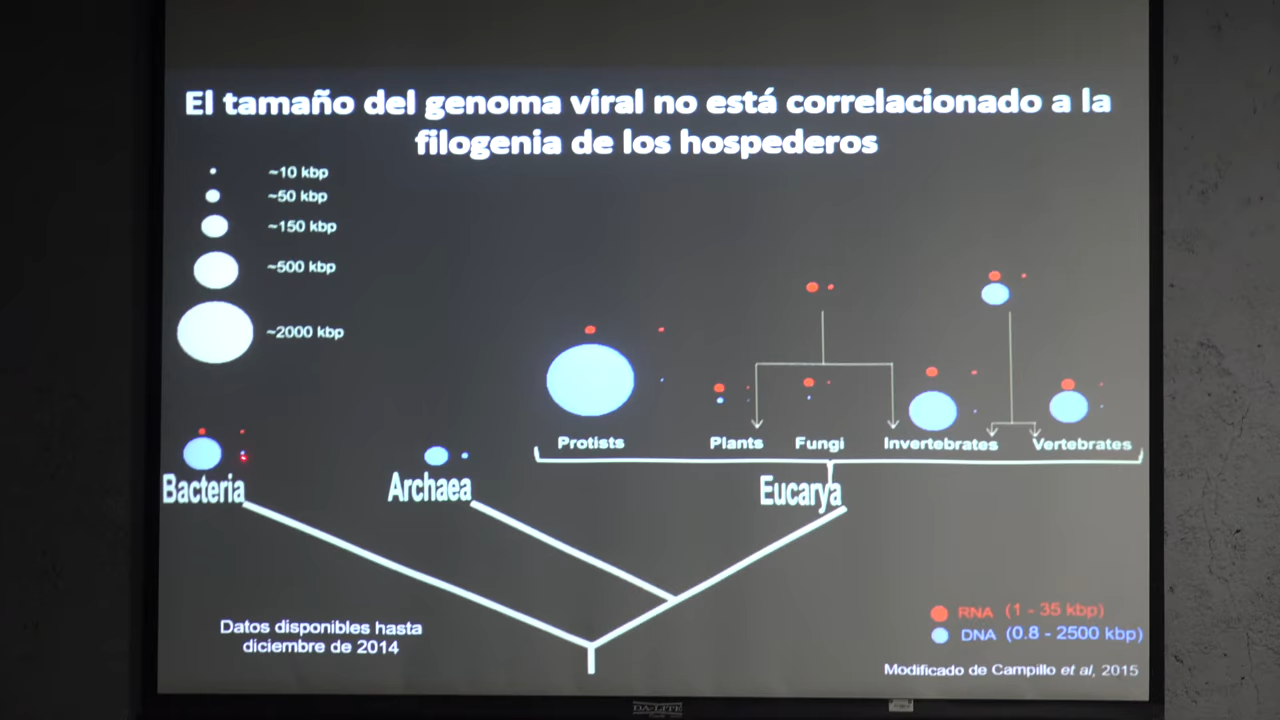 El tamaño del genoma viral no está correlacionado a la
filogenia de los hospederos
~10 kbp
~50 kbp
~150 kbp
~500 kbp
~2000 kbp
Protists
Plants
Fungi
Invertebrates
Vertebrates
Bacteria
Archaea
Eucarya
Datos disponibles hasta
diciembre de 2014
RNA (1 - 35 kbp)
DNA (0.8 - 2500 kbp)
Modificado de Campillo et al, 2015
DA-LITE